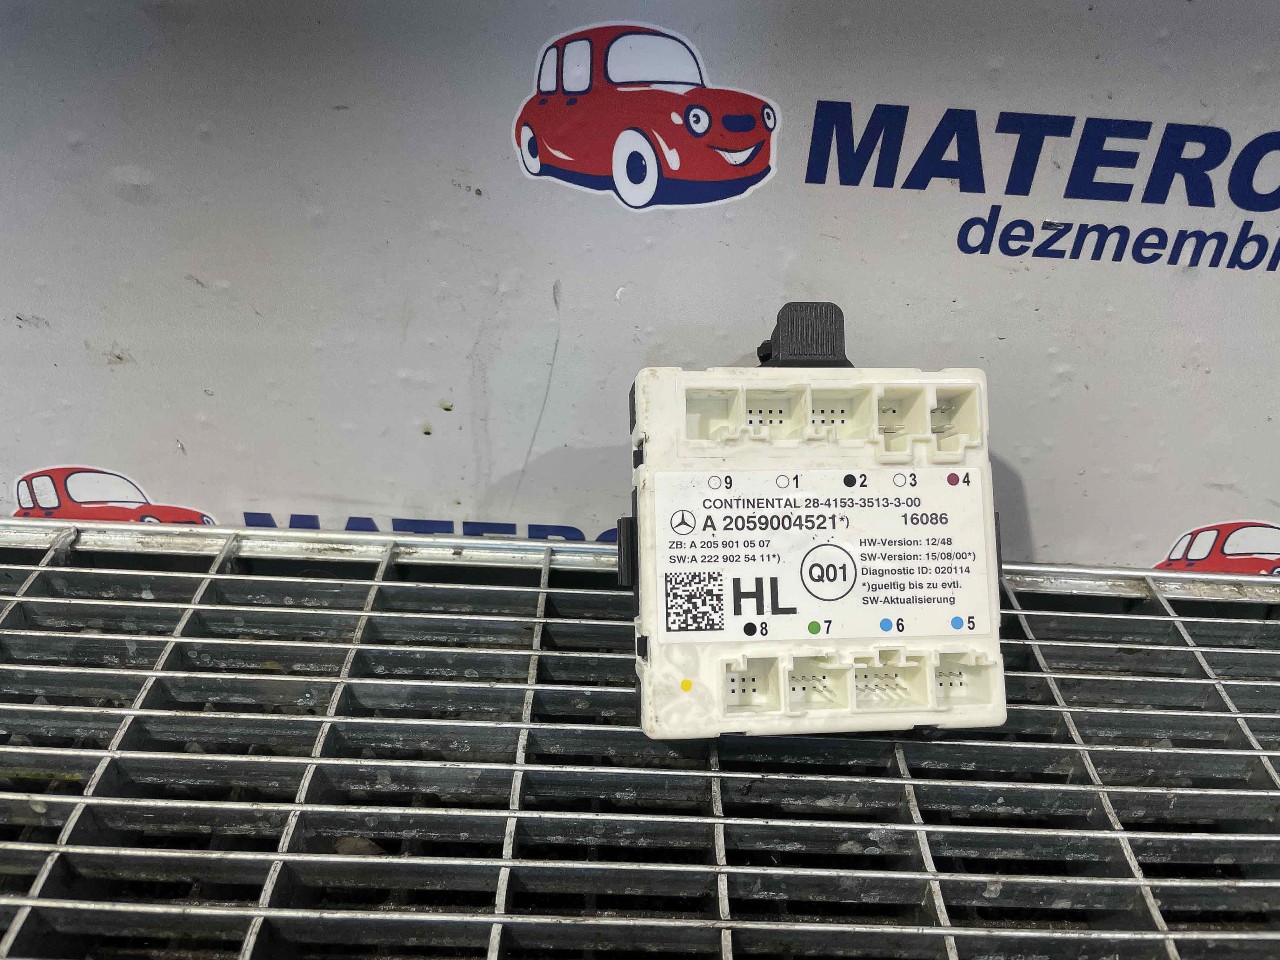 MATERO
dezmembr
9 1 2 3 4
CONTINENTAL 28-4153-3513-3-00
A 2059004521*) 16086
ZB: A 205 901 05 07
SW:A 222 902 54 11*)
HW-Version: 12/48
SW-Version: 15/08/00*)
Diagnostic ID: 020114
*)gueltig bis zu evtl.
SW-Aktualisierung
HL
Q01
8 7 6 5